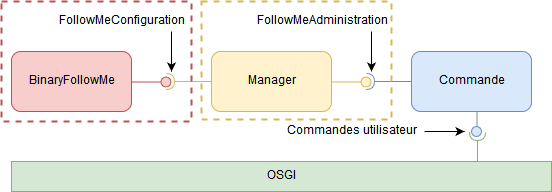 FollowMeConfiguration
FollowMeAdministration
BinaryFollowMe
Manager
Commande
Commandes utilisateur
OSGI